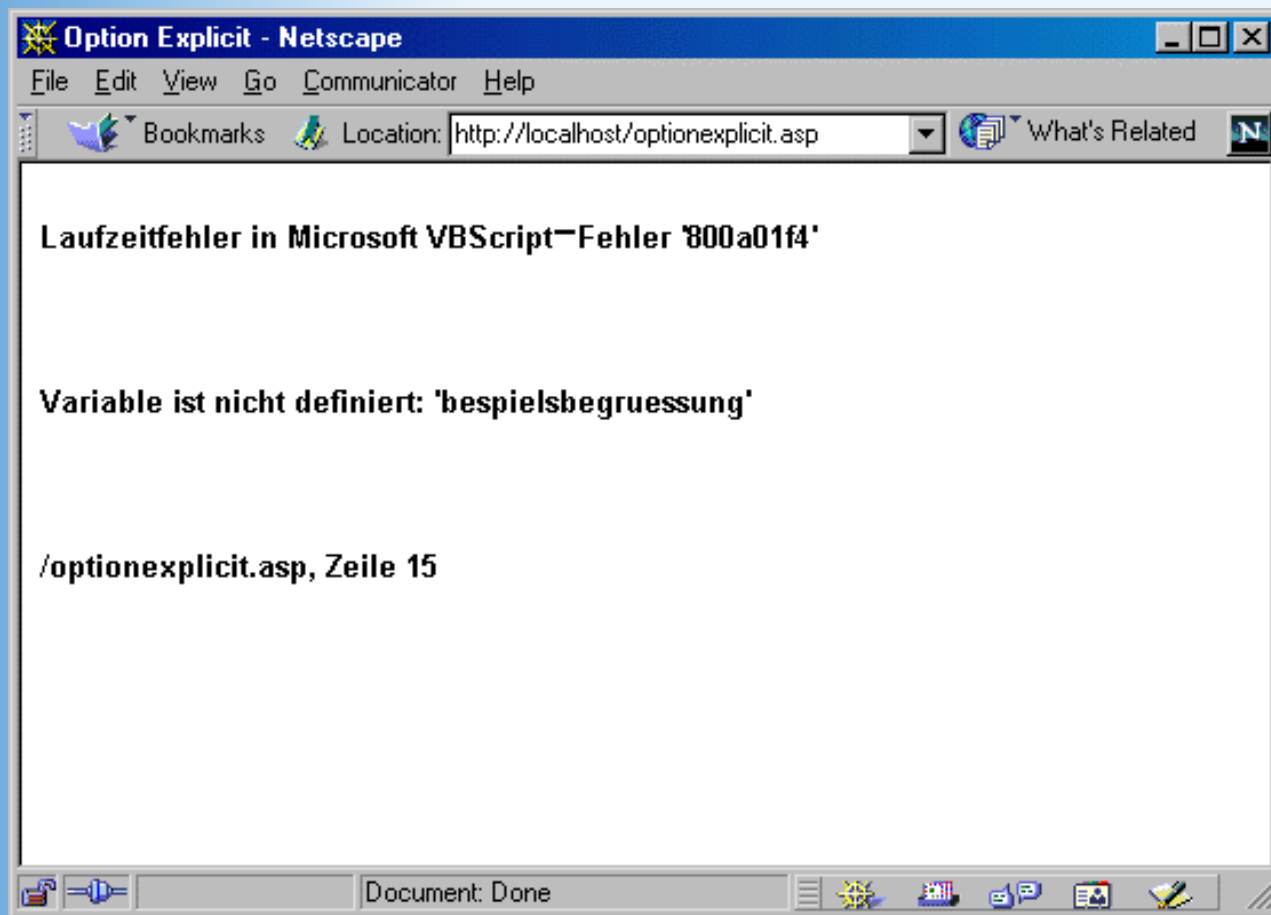 Option Explicit - Netscape
File Edit View Go Communicator Help
Bookmarks Location: http://localhost/optionexplicit.asp What's Related N
Laufzeitfehler in Microsoft VBScript–Fehler '800a01f4'
Variable ist nicht definiert: 'bespielsbegruessung'
/optionexplicit.asp, Zeile 15
Document: Done